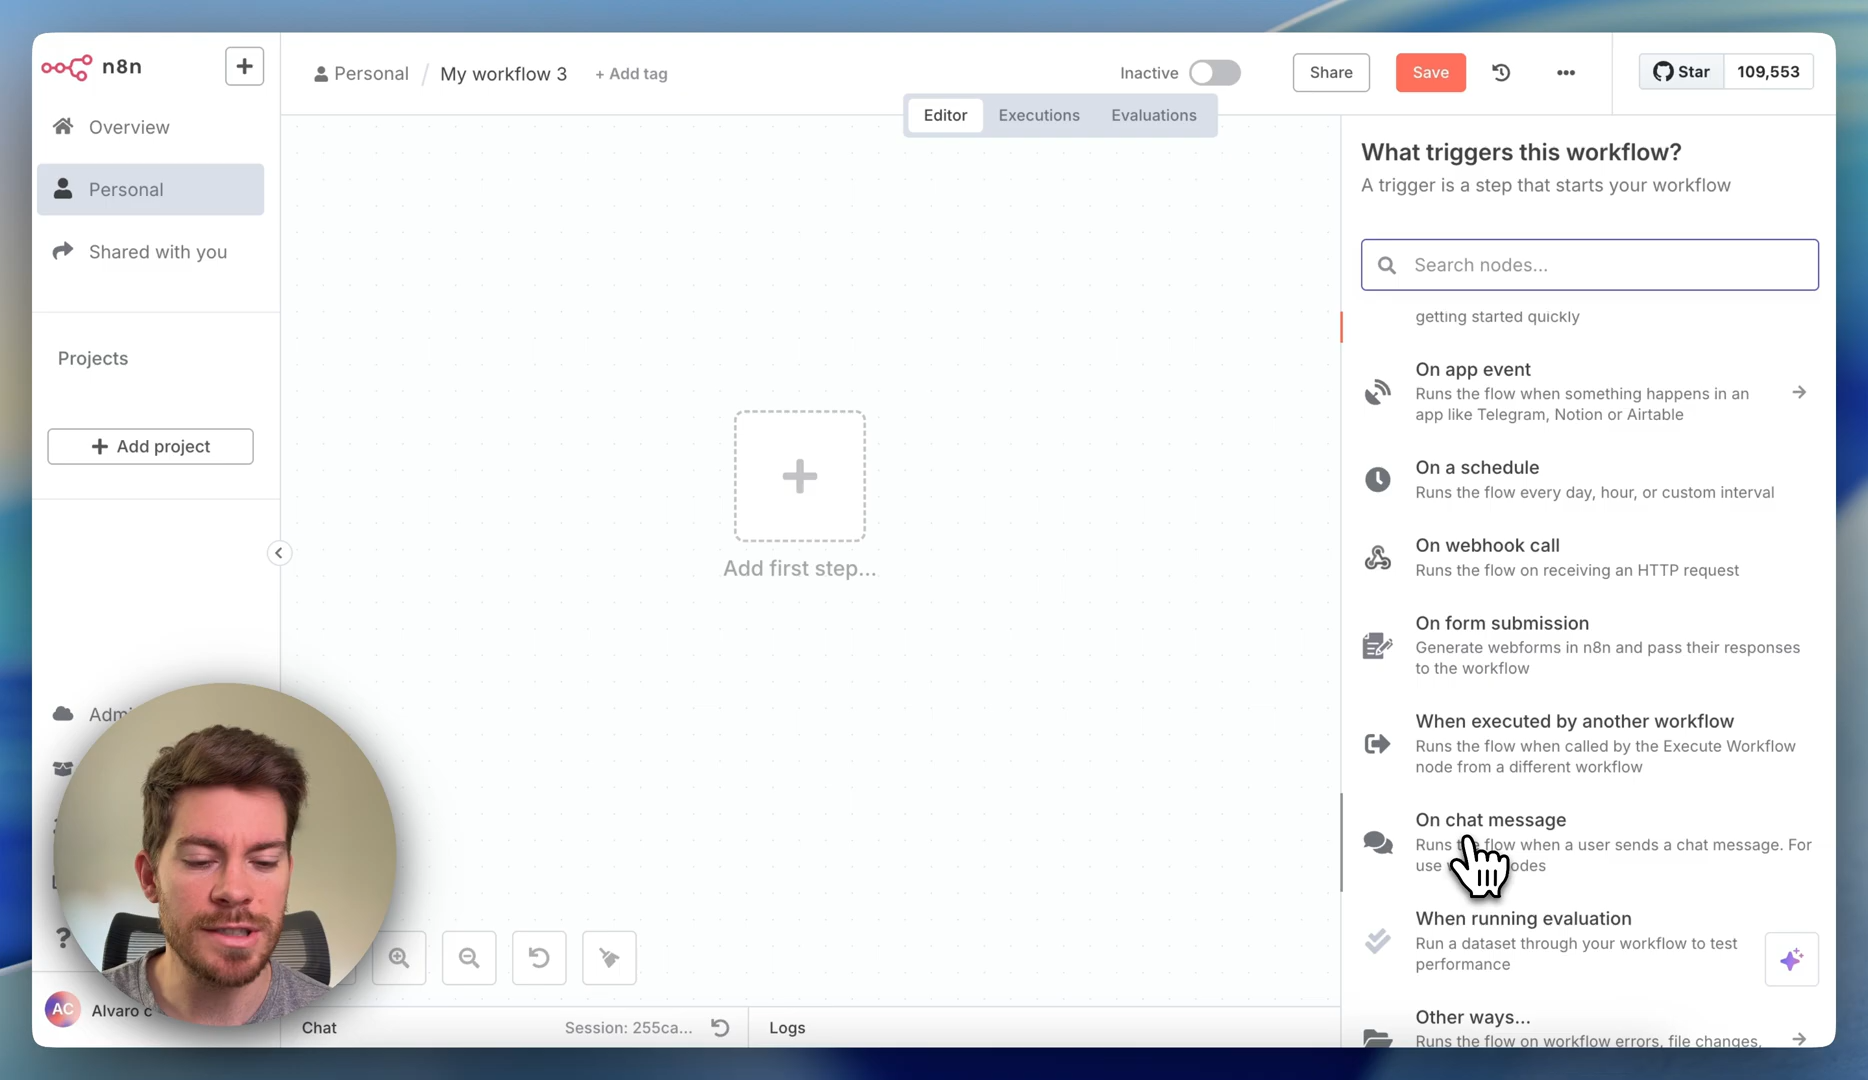 n8n
Overview
Personal
Shared with you
Projects
Add project
Alvaro c
AC
Personal / My workflow 3 + Add tag
Inactive
Share
Save
Star 109,553
Editor Executions Evaluations
Add first step...
Chat
Session: 255ca...
Logs
What triggers this workflow?
A trigger is a step that starts your workflow
Search nodes...
getting started quickly
On app event
Runs the flow when something happens in an
app like Telegram, Notion or Airtable
On a schedule
Runs the flow every day, hour, or custom interval
On webhook call
Runs the flow on receiving an HTTP request
On form submission
Generate webforms in n8n and pass their responses
to the workflow
When executed by another workflow
Runs the flow when called by the Execute Workflow
node from a different workflow
On chat message
Runs flow when a user sends a chat message. For
use
When running evaluation
Run a dataset through your workflow to test
performance
Other ways...
Runs the flow on workflow errors, file changes,